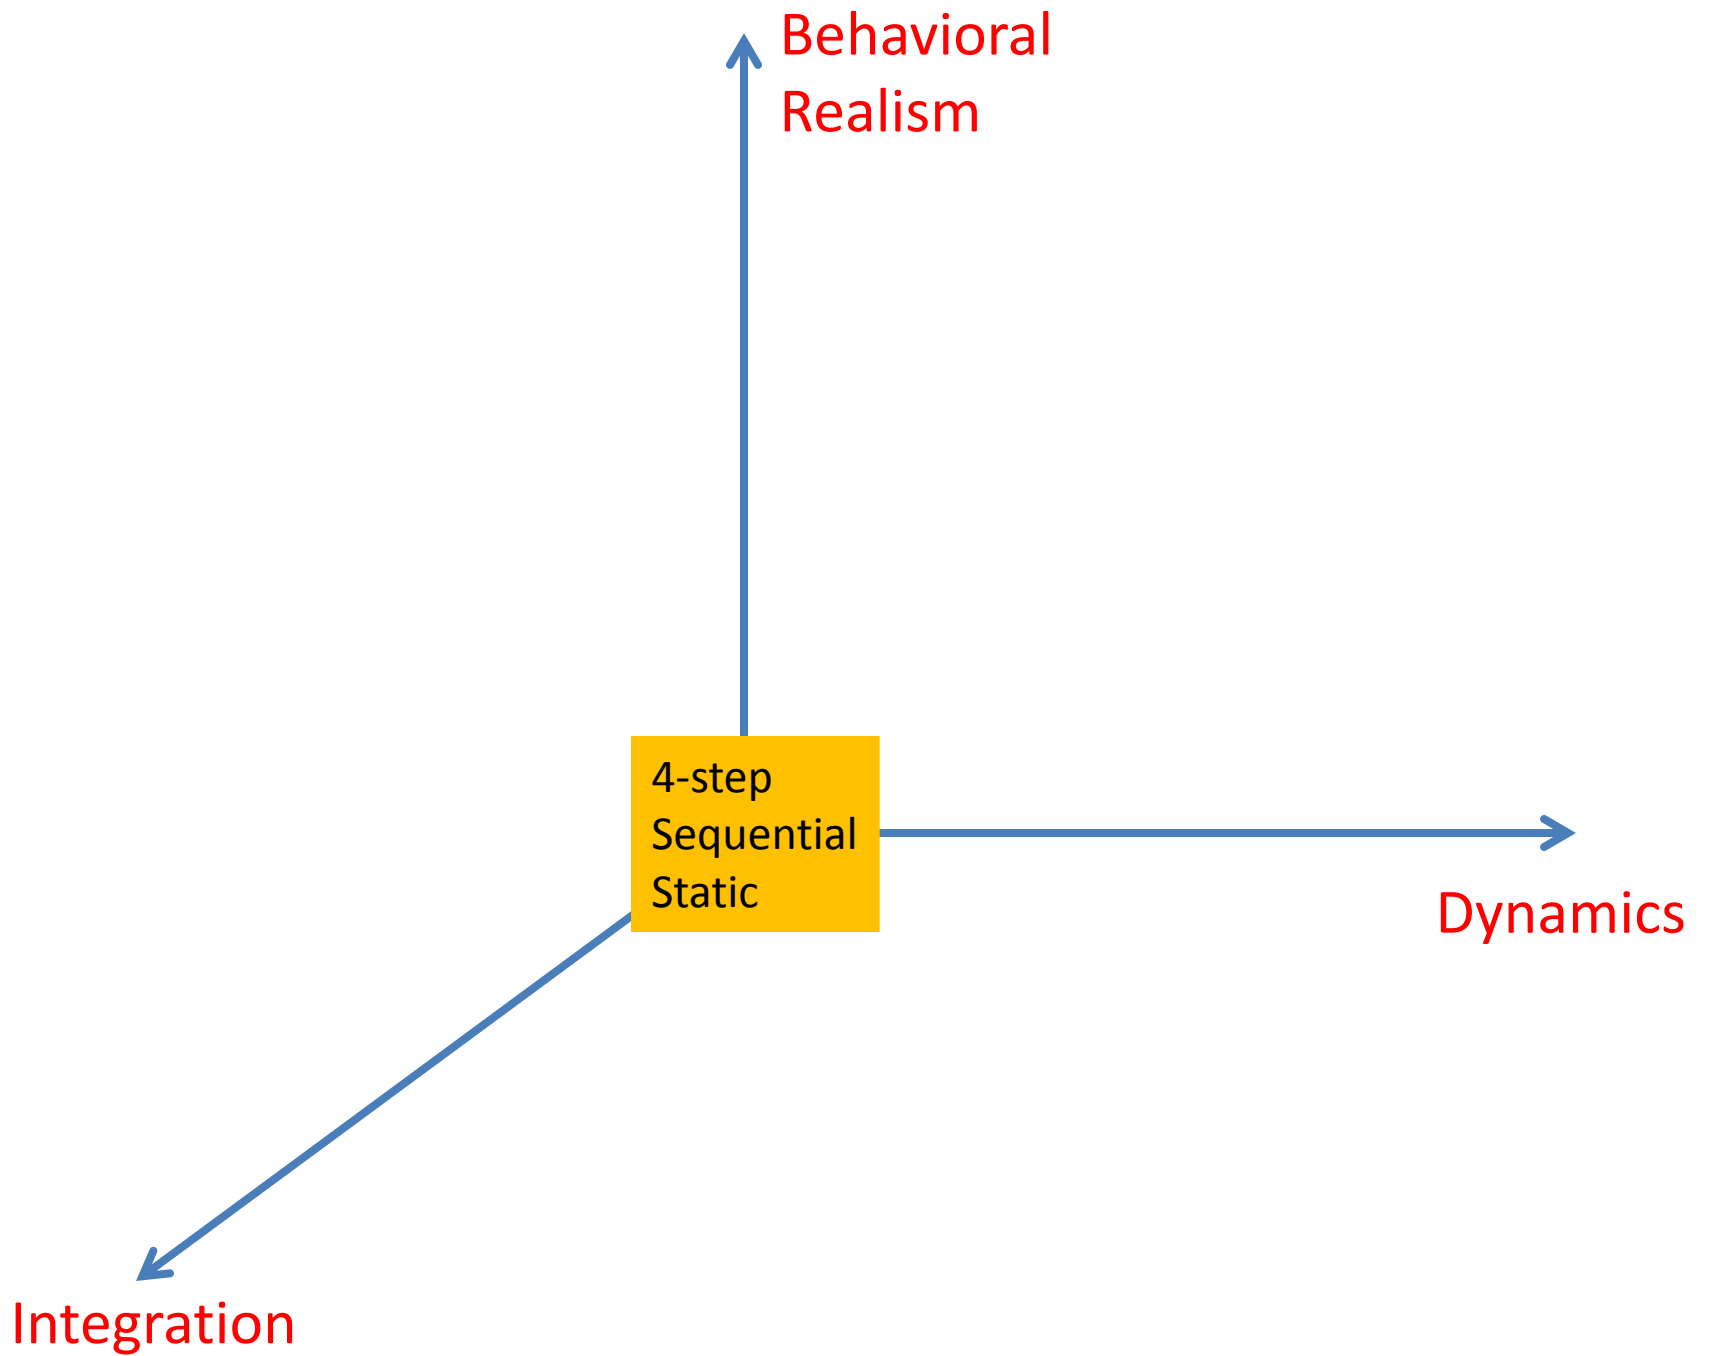 Behavioral
Realism
4-step
Sequential
Static
Dynamics
Integration